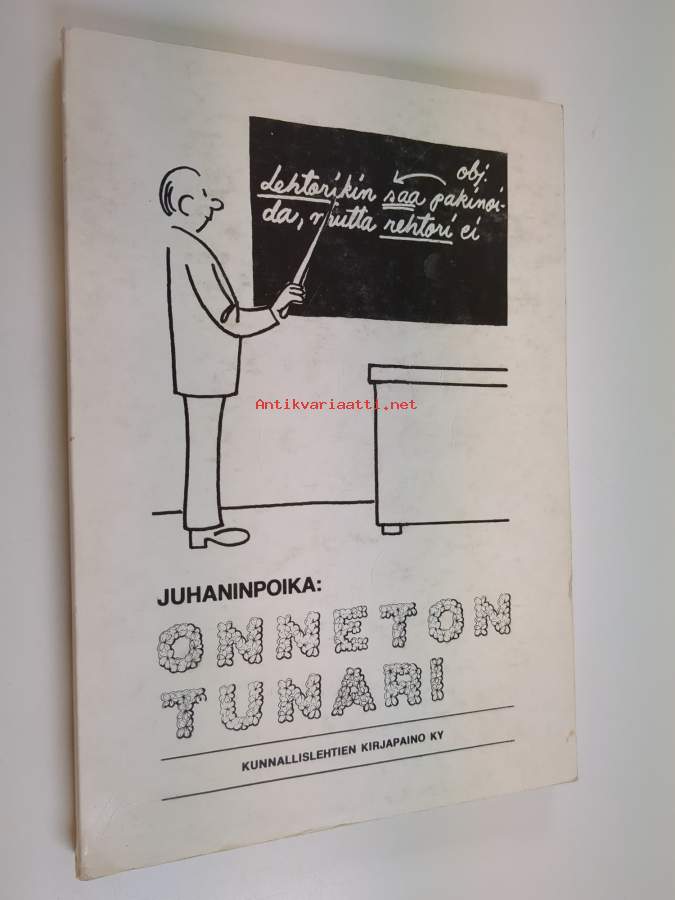 obj.
Lehtorikin saa pakinoi-
da, mutta rehtori ei
Antikvariaatti.net
JUHANINPOIKA:
ONNETON
TUNARI
KUNNALLISLEHTIEN KIRJAPAINO KY